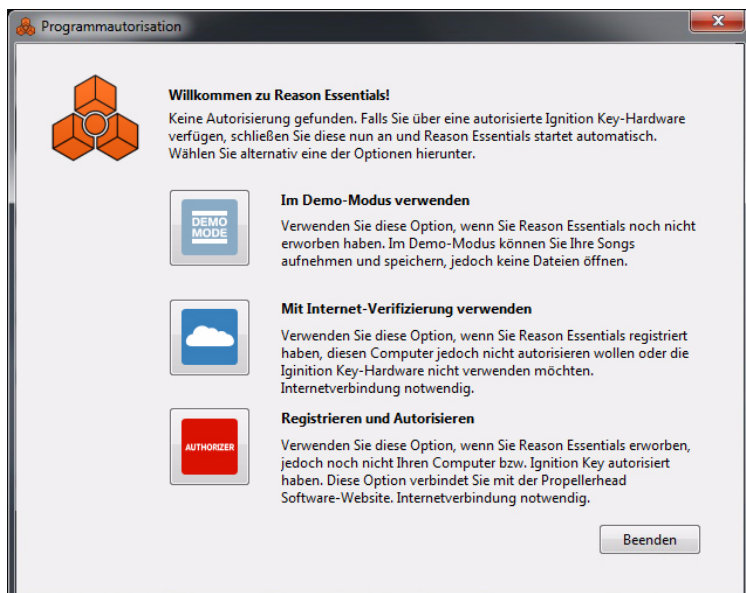 Programmautorisation
Willkommen zu Reason Essentials!
Keine Autorisierung gefunden. Falls Sie über eine autorisierte Ignition Key-Hardware
verfügen, schließen Sie diese nun an und Reason Essentials startet automatisch.
Wählen Sie alternativ eine der Optionen hierunter.
DEMO
MODE
Im Demo-Modus verwenden
Verwenden Sie diese Option, wenn Sie Reason Essentials noch nicht
erworben haben. Im Demo-Modus können Sie Ihre Songs
aufnehmen und speichern, jedoch keine Dateien öffnen.
Mit Internet-Verifizierung verwenden
Verwenden Sie diese Option, wenn Sie Reason Essentials registriert
haben, diesen Computer jedoch nicht autorisieren wollen oder die
Iginition Key-Hardware nicht verwenden möchten.
Internetverbindung notwendig.
AUTHORIZER
Registrieren und Autorisieren
Verwenden Sie diese Option, wenn Sie Reason Essentials erworben,
jedoch noch nicht Ihren Computer bzw. Ignition Key autorisiert
haben. Diese Option verbindet Sie mit der Propellerhead
Software-Website. Internetverbindung notwendig.
Beenden